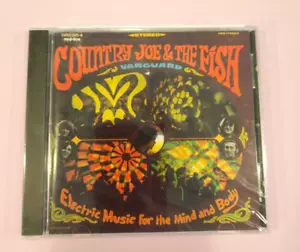 STEREO
COUNTRY JOE & THE FISH
VANGUARD
Electric Music for the Mind and Body